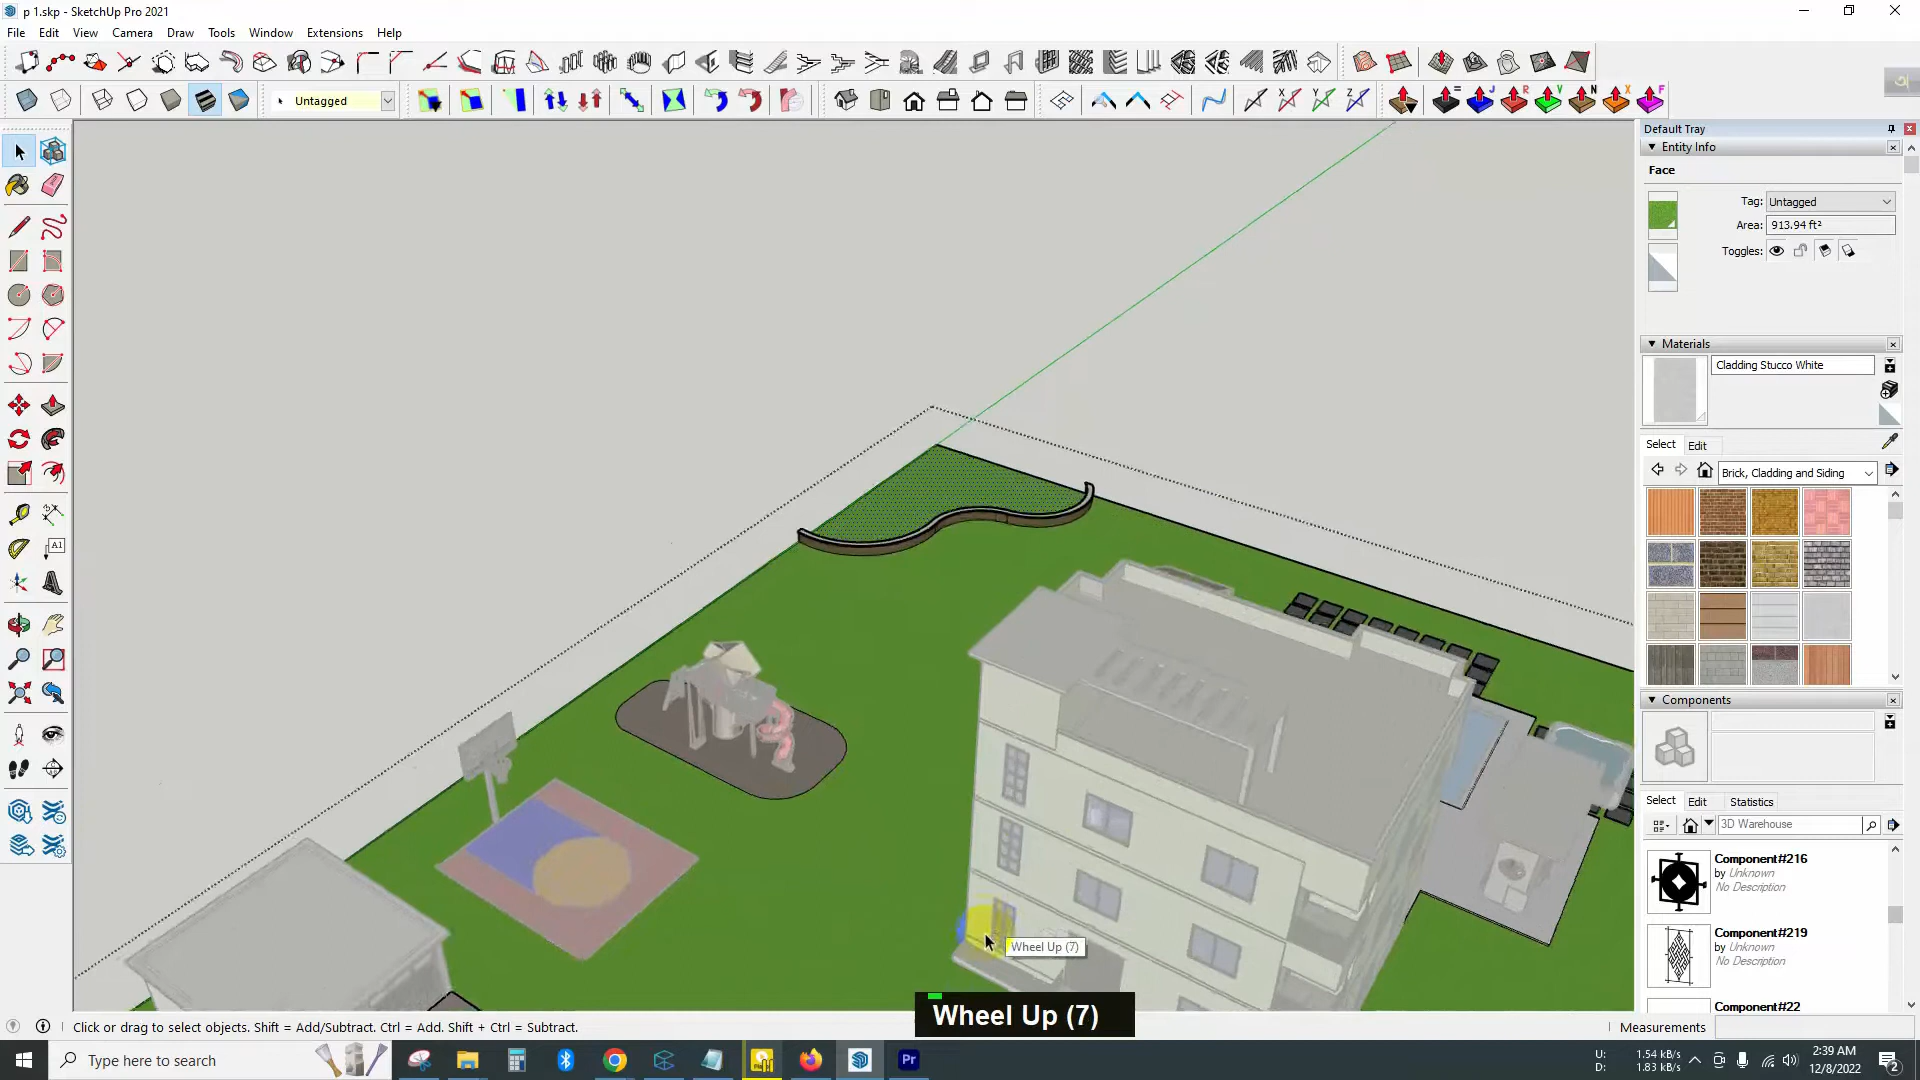 p 1.skp - SketchUp Pro 2021
File Edit View Camera Draw Tools Window Extensions Help
Untagged
Default Tray
Entity Info
Face
Tag: Untagged
Area: 913.94 ft²
Toggles:
Materials
Cladding Stucco White
Select Edit
Brick, Cladding and Siding
Components
Select Edit Statistics
3D Warehouse
Component#216
by Unknown
No Description
Component#219
by Unknown
No Description
Component#22
Wheel Up (7)
Wheel Up (7)
Click or drag to select objects. Shift = Add/Subtract. Ctrl = Add. Shift + Ctrl = Subtract.
Measurements
Type here to search
U: 1.54 kB/s
D: 1.83 kB/s
2:39 AM
12/8/2022